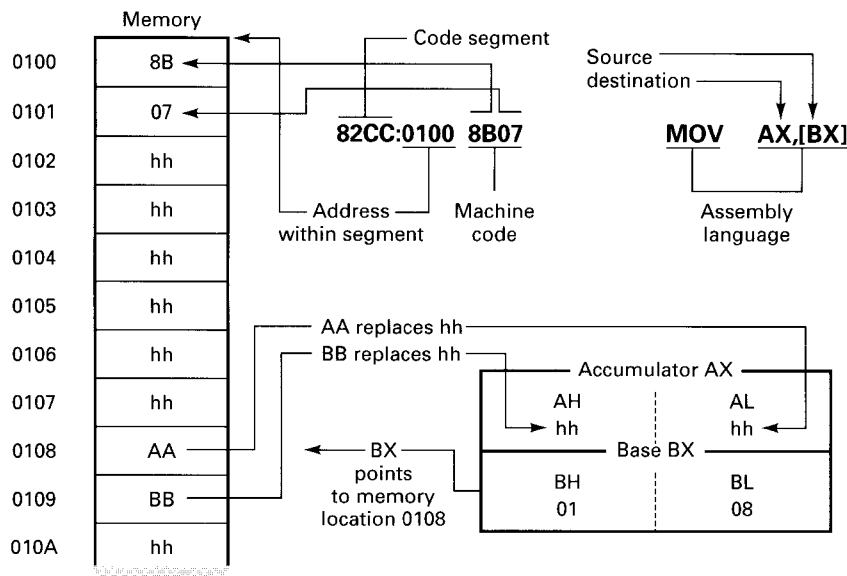 Memory
0100 8B
0101 07
0102 hh
0103 hh
0104 hh
0105 hh
0106 hh
0107 hh
0108 AA
0109 BB
010A hh
Code segment
82CC:0100 8B07
Address
within segment
Machine
code
Source
destination
MOV AX,[BX]
Assembly
language
AA replaces hh
BB replaces hh
Accumulator AX
AH AL
hh hh
Base BX
BH BL
01 08
BX
points
to memory
location 0108